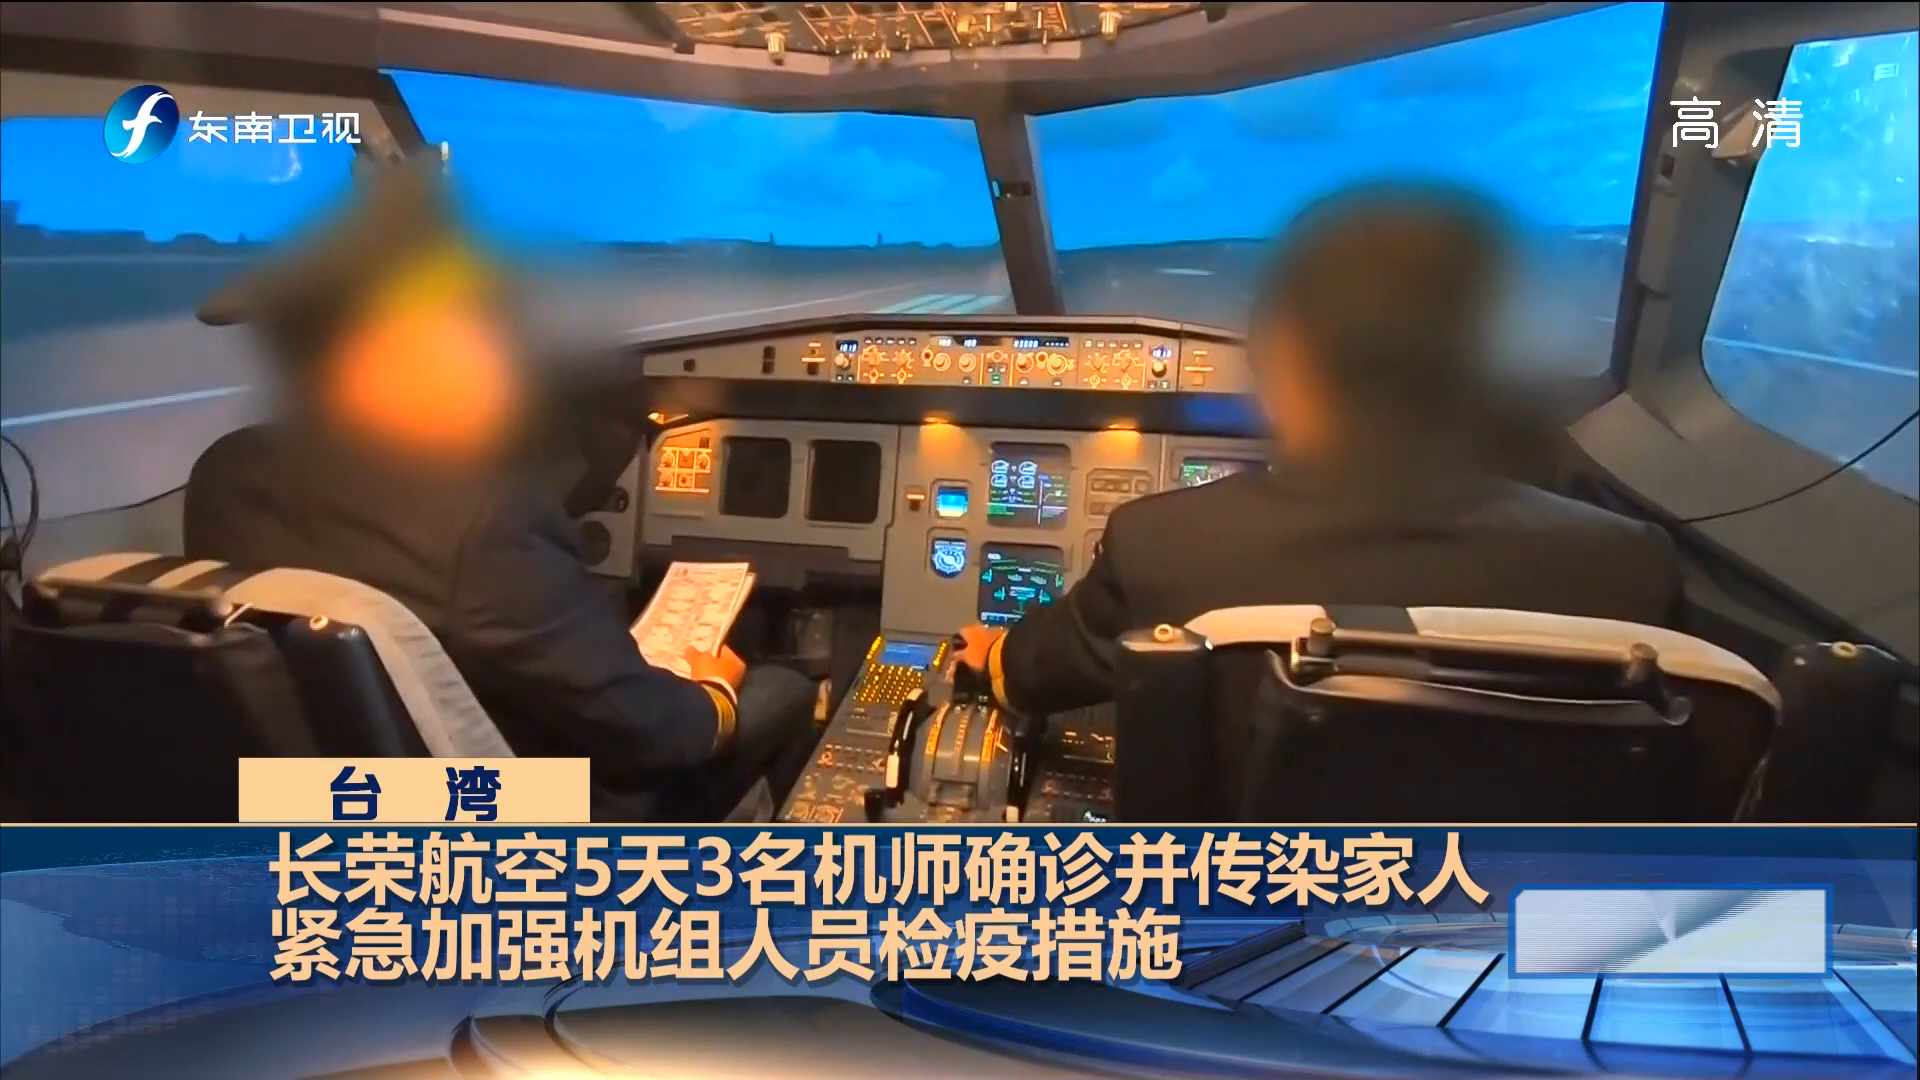 东南卫视
高清
台湾
长荣航空5天3名机师确诊并传染家人
紧急加强机组人员检疫措施